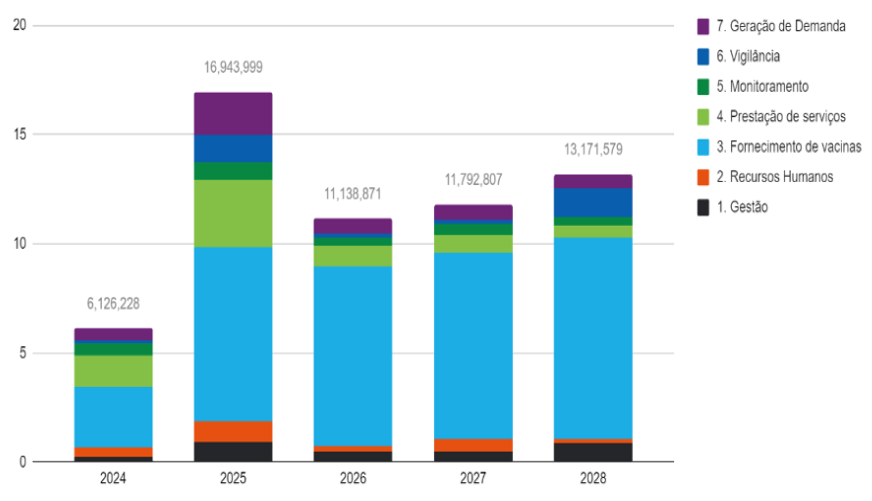 20
15
10
5
0
6,126,228
16,943,999
11,138,871
11,792,807
13,171,579
2024
2025
2026
2027
2028
7. Geração de Demanda
6. Vigilância
5. Monitoramento
4. Prestação de serviços
3. Fornecimento de vacinas
2. Recursos Humanos
1. Gestão